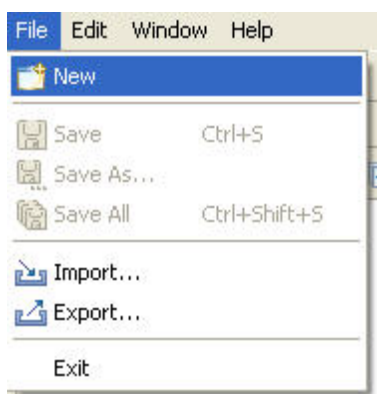 File Edit Window Help
New
Save Ctrl+S
Save As...
Save All Ctrl+Shift+S
Import...
Export...
Exit